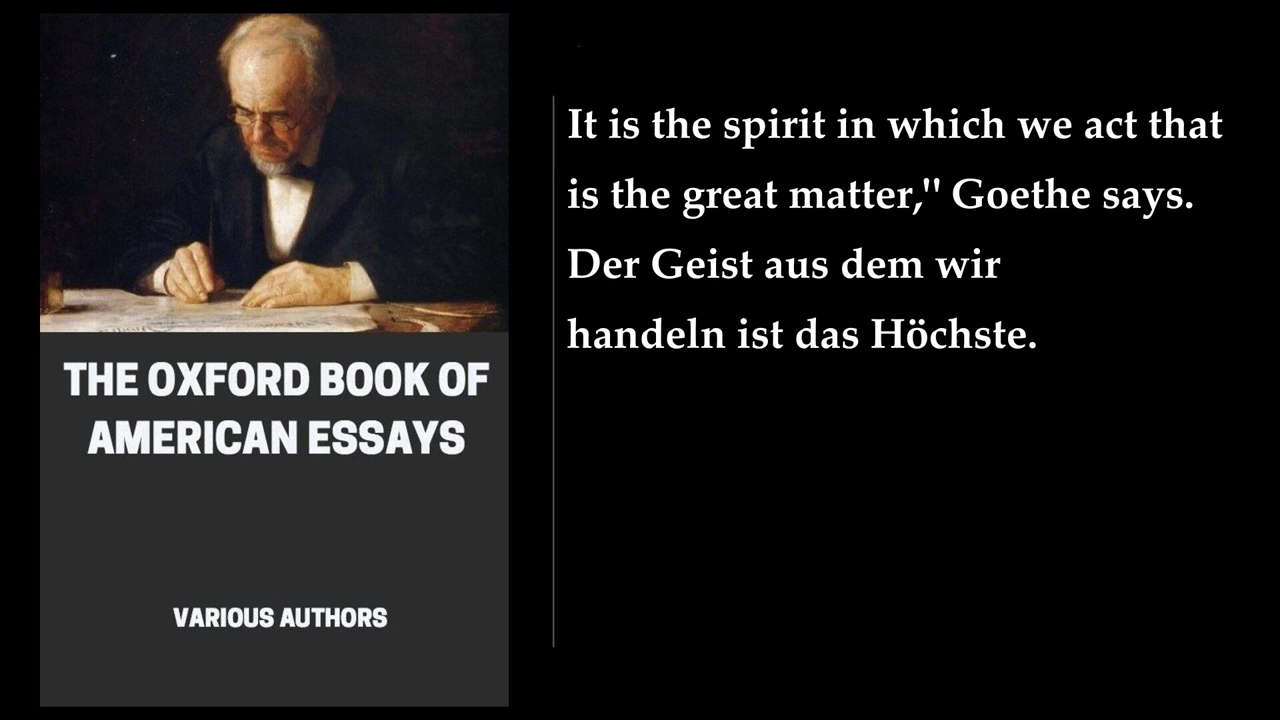 THE OXFORD BOOK OF
AMERICAN ESSAYS
VARIOUS AUTHORS
It is the spirit in which we act that
is the great matter," Goethe says.
Der Geist aus dem wir
handeln ist das Höchste.